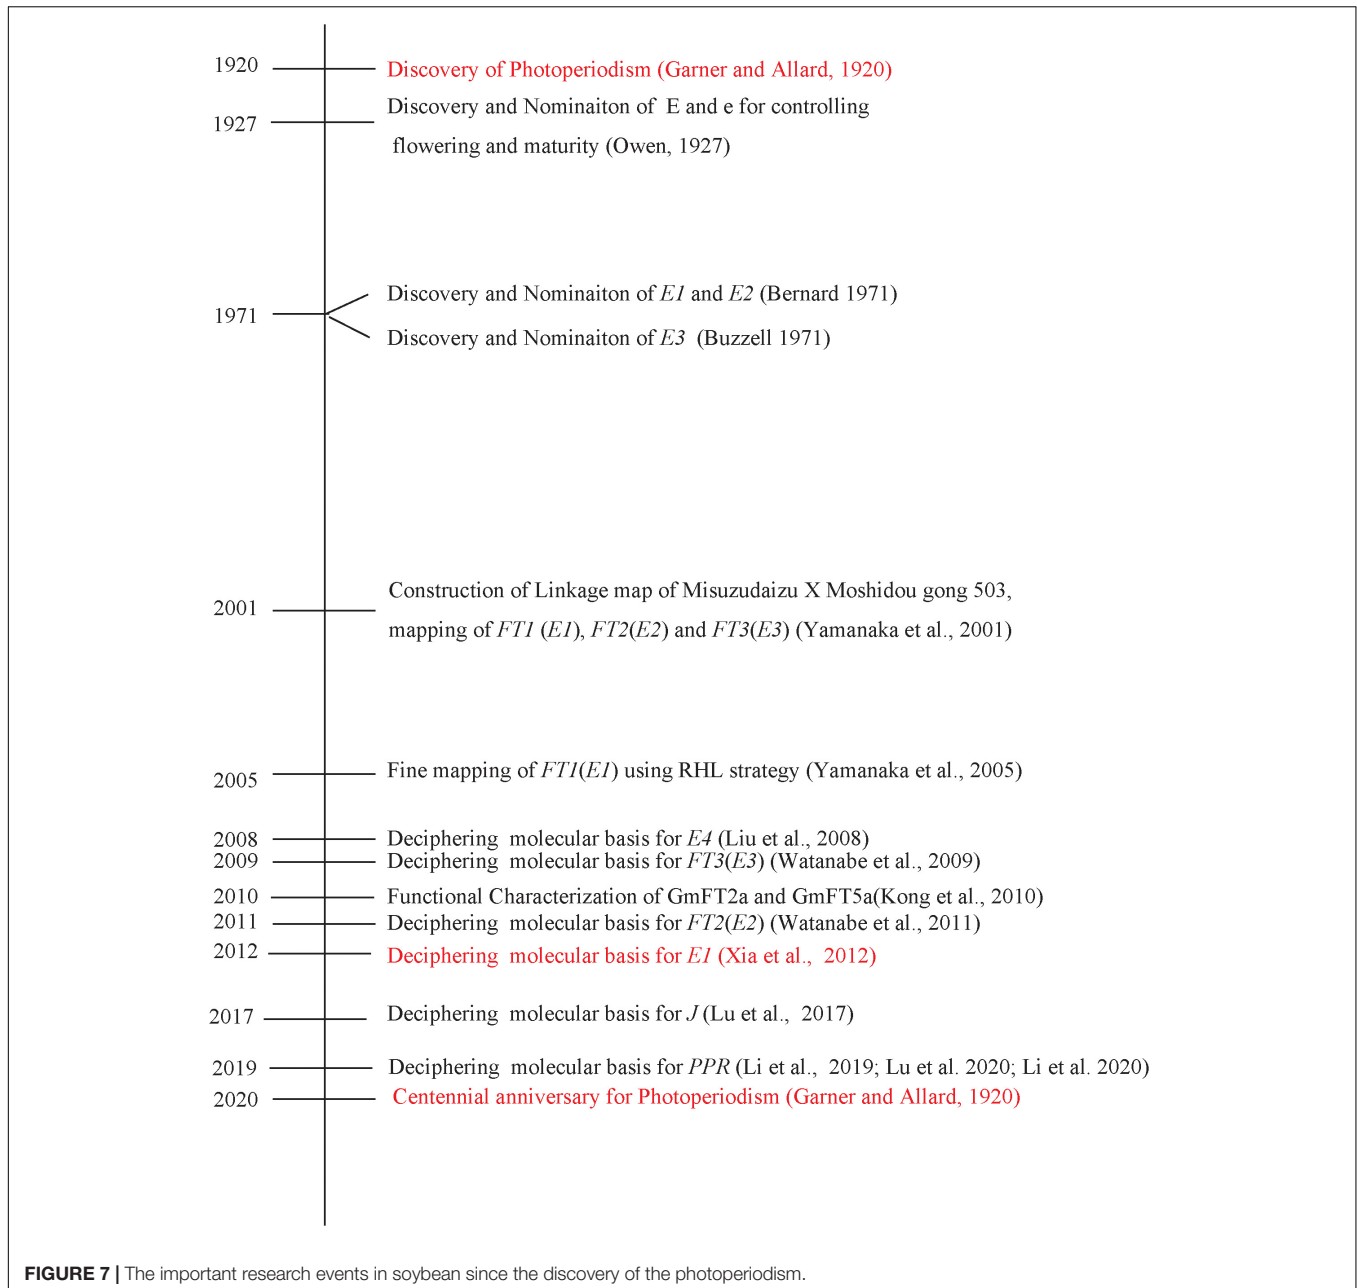 1920 Discovery of Photoperiodism (Garner and Allard, 1920)
1927 Discovery and Nominaiton of E and e for controlling
flowering and maturity (Owen, 1927)
1971 Discovery and Nominaiton of E1 and E2 (Bernard 1971)
Discovery and Nominaiton of E3 (Buzzell 1971)
2001 Construction of Linkage map of Misuzudaizu X Moshidou gong 503,
mapping of FT1 (E1), FT2(E2) and FT3(E3) (Yamanaka et al., 2001)
2005 Fine mapping of FT1(E1) using RHL strategy (Yamanaka et al., 2005)
2008 Deciphering molecular basis for E4 (Liu et al., 2008)
2009 Deciphering molecular basis for FT3(E3) (Watanabe et al., 2009)
2010 Functional Characterization of GmFT2a and GmFT5a(Kong et al., 2010)
2011 Deciphering molecular basis for FT2(E2) (Watanabe et al., 2011)
2012 Deciphering molecular basis for E1 (Xia et al., 2012)
2017 Deciphering molecular basis for J (Lu et al., 2017)
2019 Deciphering molecular basis for PPR (Li et al., 2019; Lu et al. 2020; Li et al. 2020)
2020 Centennial anniversary for Photoperiodism (Garner and Allard, 1920)
FIGURE 7 | The important research events in soybean since the discovery of the photoperiodism.